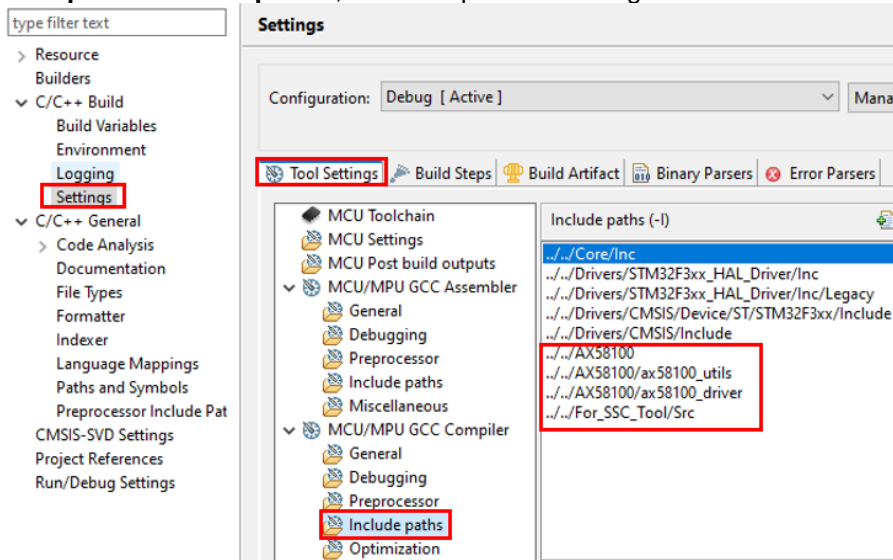 type filter text
Resource
Builders
C/C++ Build
Build Variables
Environment
Logging
Settings
C/C++ General
Code Analysis
Documentation
File Types
Formatter
Indexer
Language Mappings
Paths and Symbols
Preprocessor Include Pat
CMSIS-SVD Settings
Project References
Run/Debug Settings
Settings
Configuration: Debug [ Active ]
Mana
Tool Settings Build Steps Build Artifact Binary Parsers Error Parsers
MCU Toolchain
MCU Settings
MCU Post build outputs
MCU/MPU GCC Assembler
General
Debugging
Preprocessor
Include paths
Miscellaneous
MCU/MPU GCC Compiler
General
Debugging
Preprocessor
Include paths
Optimization
Include paths (-I)
../../Core/Inc
../../Drivers/STM32F3xx_HAL_Driver/Inc
../../Drivers/STM32F3xx_HAL_Driver/Inc/Legacy
../../Drivers/CMSIS/Device/ST/STM32F3xx/Include
../../Drivers/CMSIS/Include
../../AX58100
../../AX58100/ax58100_utils
../../AX58100/ax58100_driver
../../For_SSC_Tool/Src